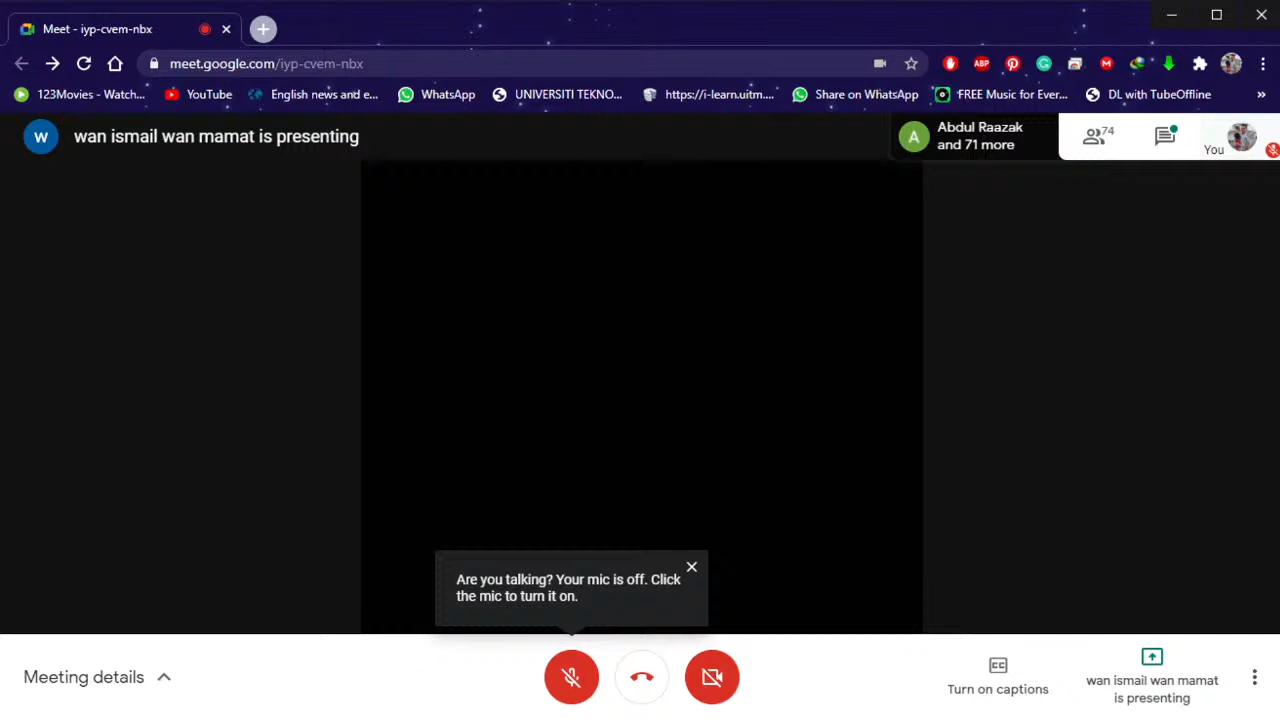 Meet - iyp-cvem-nbx
meet.google.com/iyp-cvem-nbx
ABP
123Movies - Watch...
YouTube
English news and e...
WhatsApp
UNIVERSITI TEKNO...
https://i-learn.uitm....
Share on WhatsApp
FREE Music for Ever...
DL with TubeOffline
»
W
wan ismail wan mamat is presenting
A
Abdul Raazak
and 71 more
74
You
Are you talking? Your mic is off. Click
the mic to turn it on.
Meeting details
CC
Turn on captions
wan ismail wan mamat
is presenting